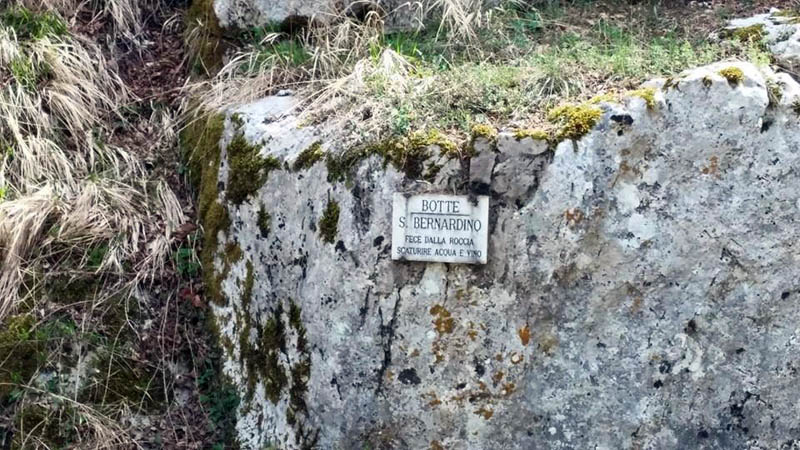 BOTTE
S. BERNARDINO
FECE DALLA ROCCIA
SCATURIRE ACQUA E VINO